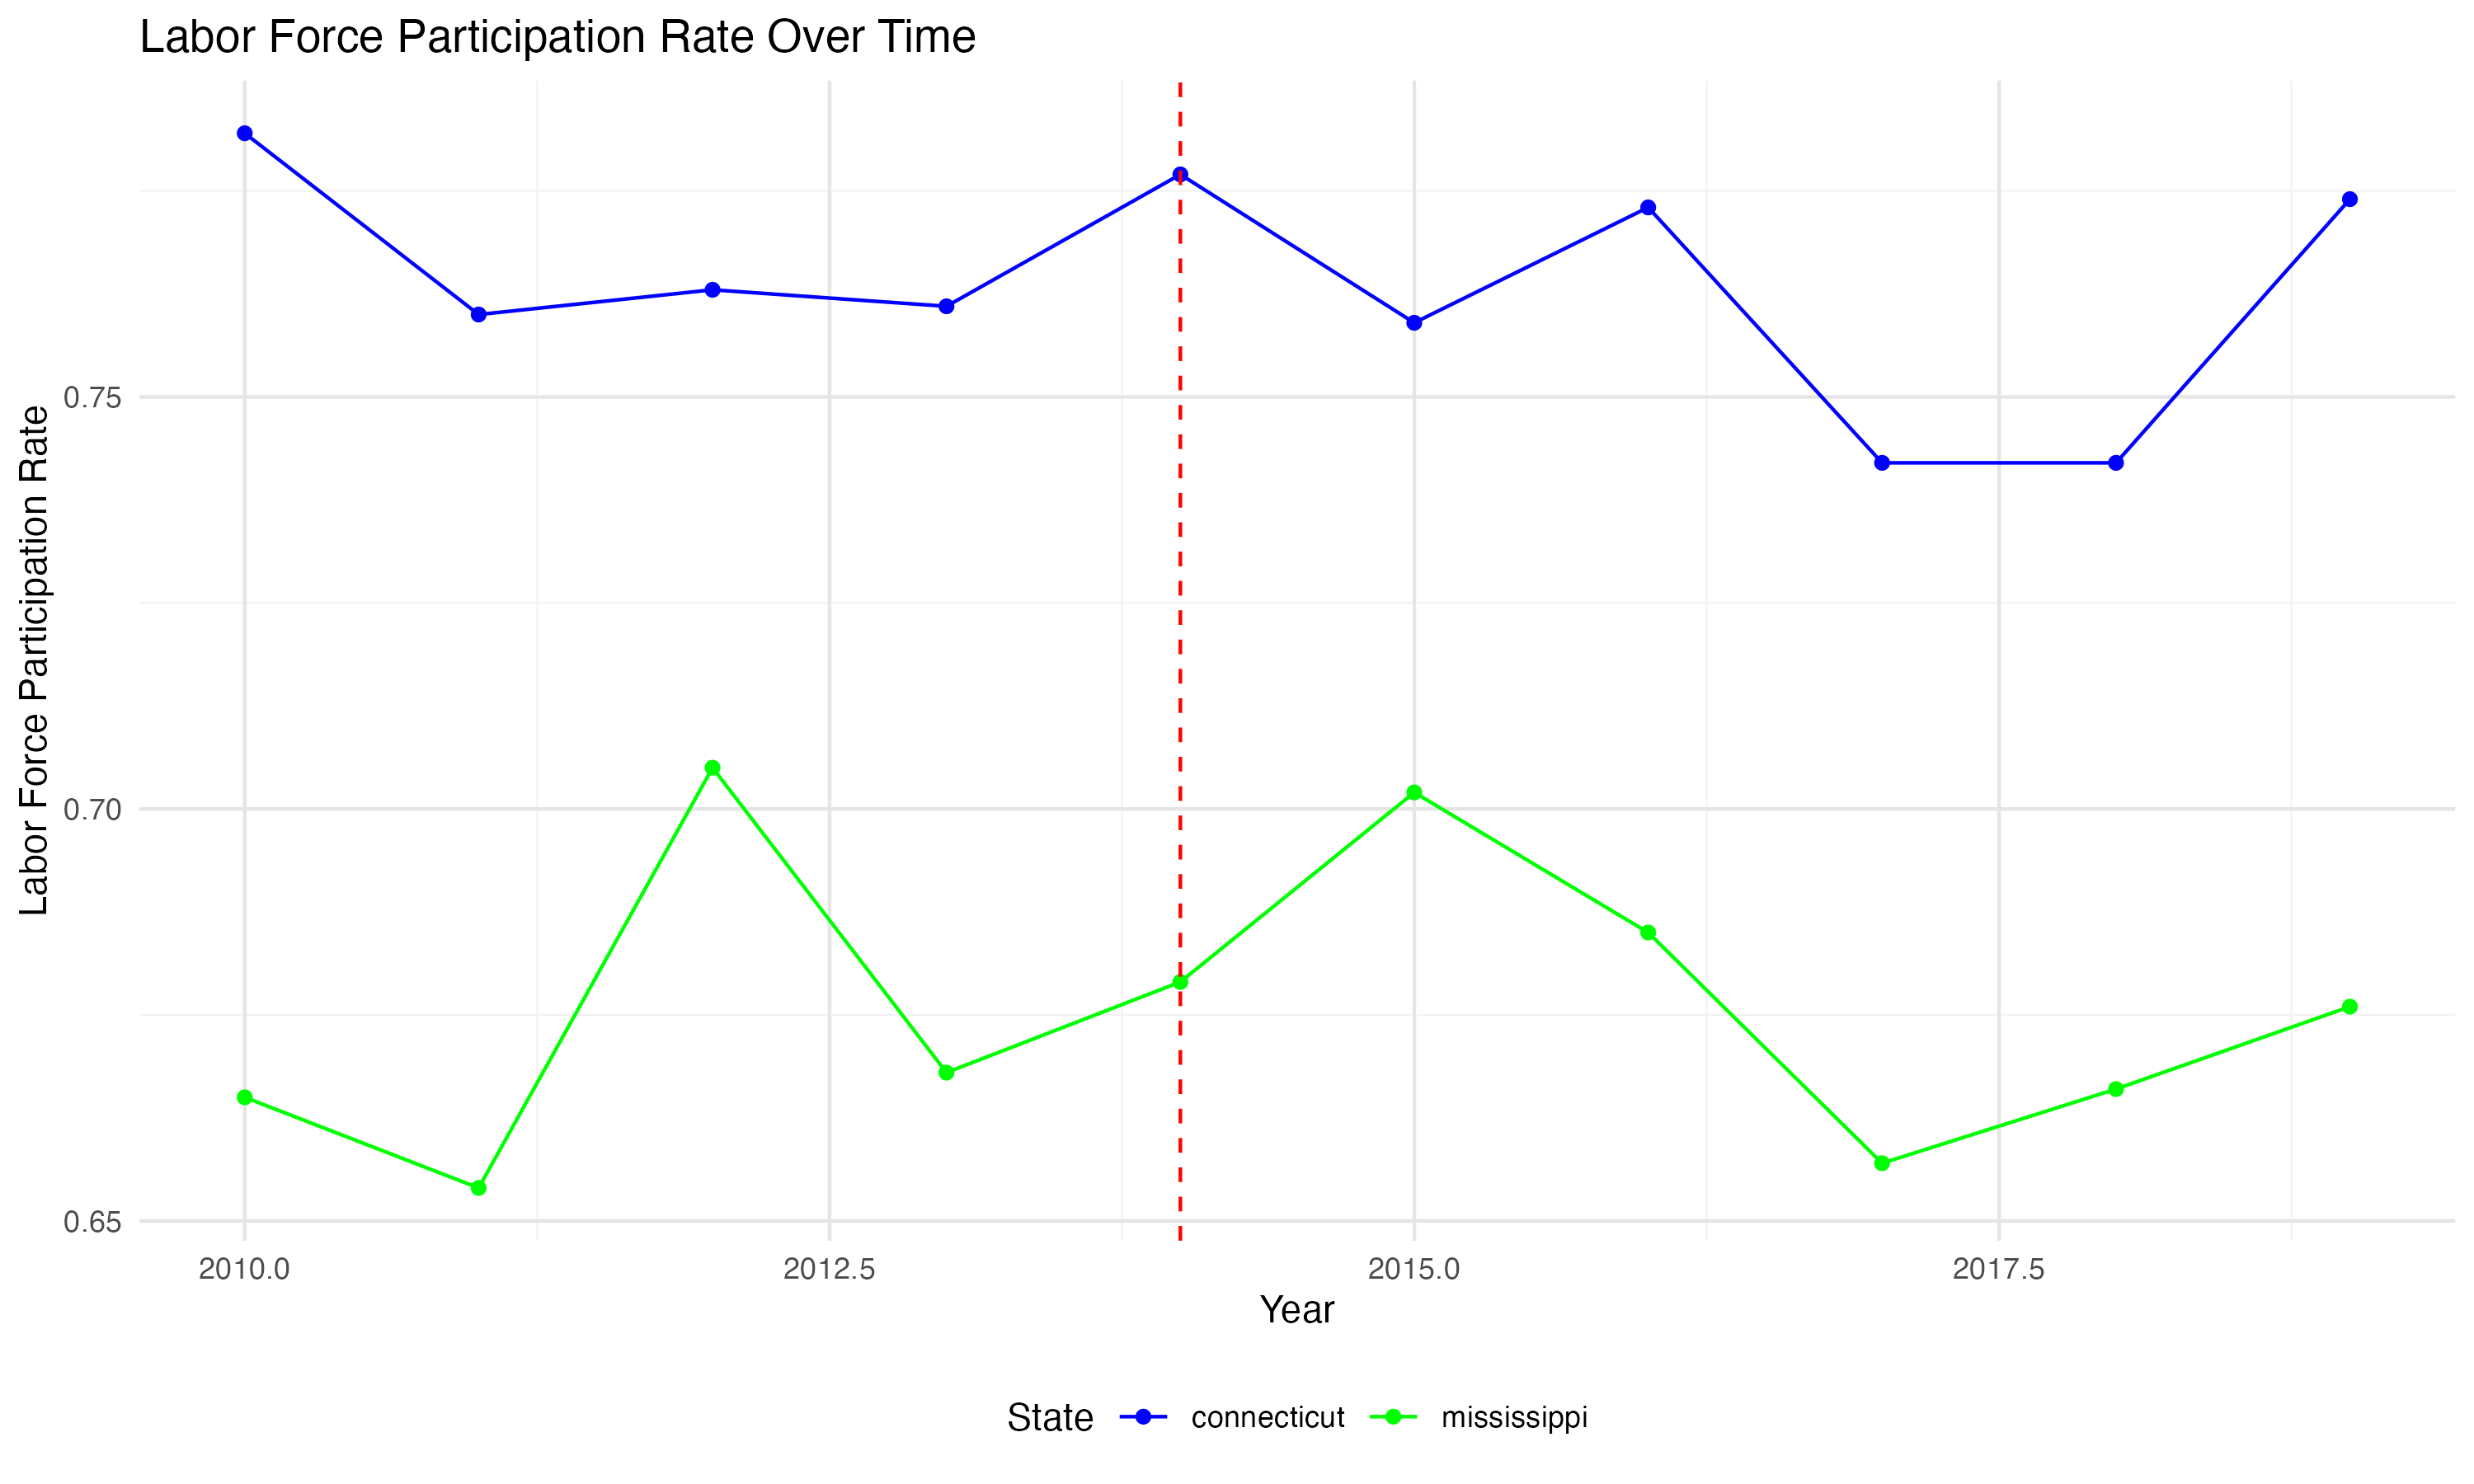 Labor Force Participation Rate Over Time
Labor Force Participation Rate
0.75
0.70
0.65
2010.0 2012.5 2015.0 2017.5
Year
State connecticut mississippi